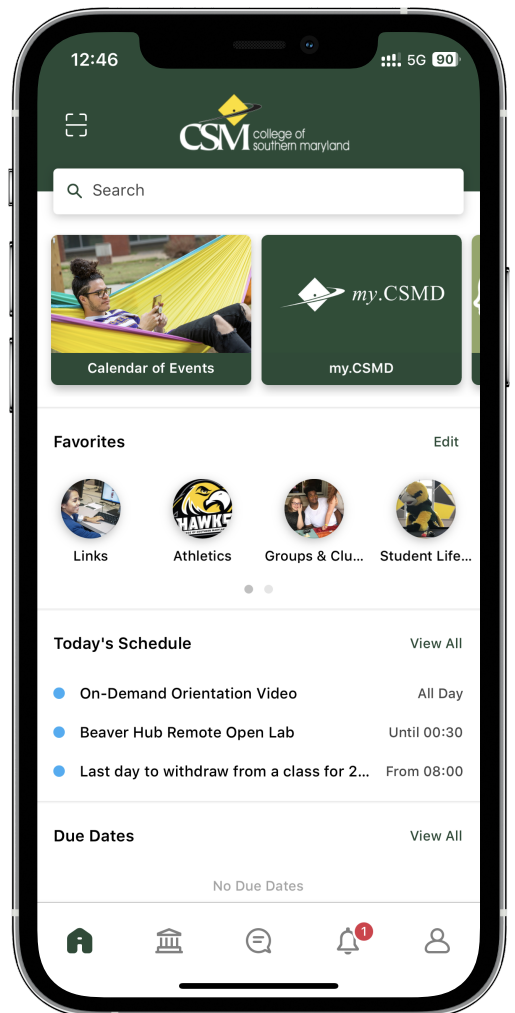 12:46
5G 90
CSM college of
southern maryland
Search
my.CSMD
Calendar of Events
my.CSMD
Favorites Edit
HAWKS
Links Athletics Groups & Clu... Student Life...
Today's Schedule View All
On-Demand Orientation Video All Day
Beaver Hub Remote Open Lab Until 00:30
Last day to withdraw from a class for 2... From 08:00
Due Dates View All
No Due Dates
1